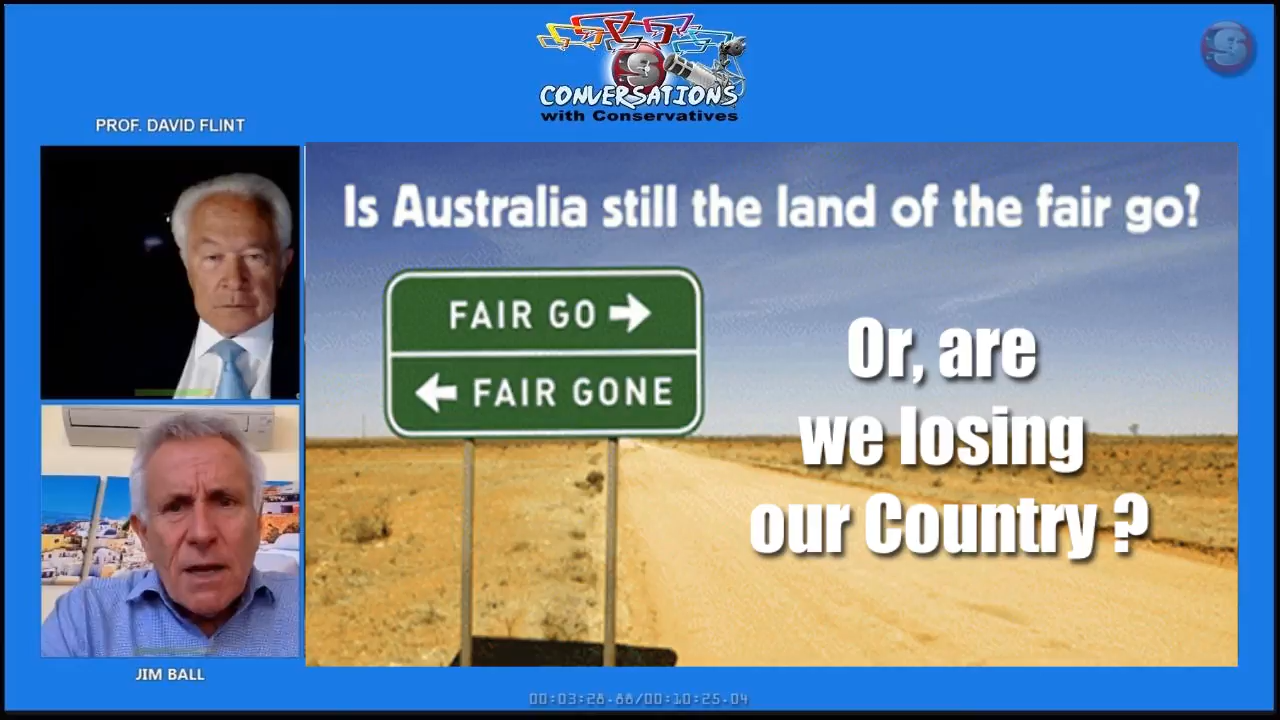 S
CONVERSATIONS
with Conservatives
S
PROF. DAVID FLINT
Is Australia still the land of the fair go?
FAIR GO
FAIR GONE
Or, are
we losing
our Country ?
JIM BALL
00:03:28.88/00:10:25.04